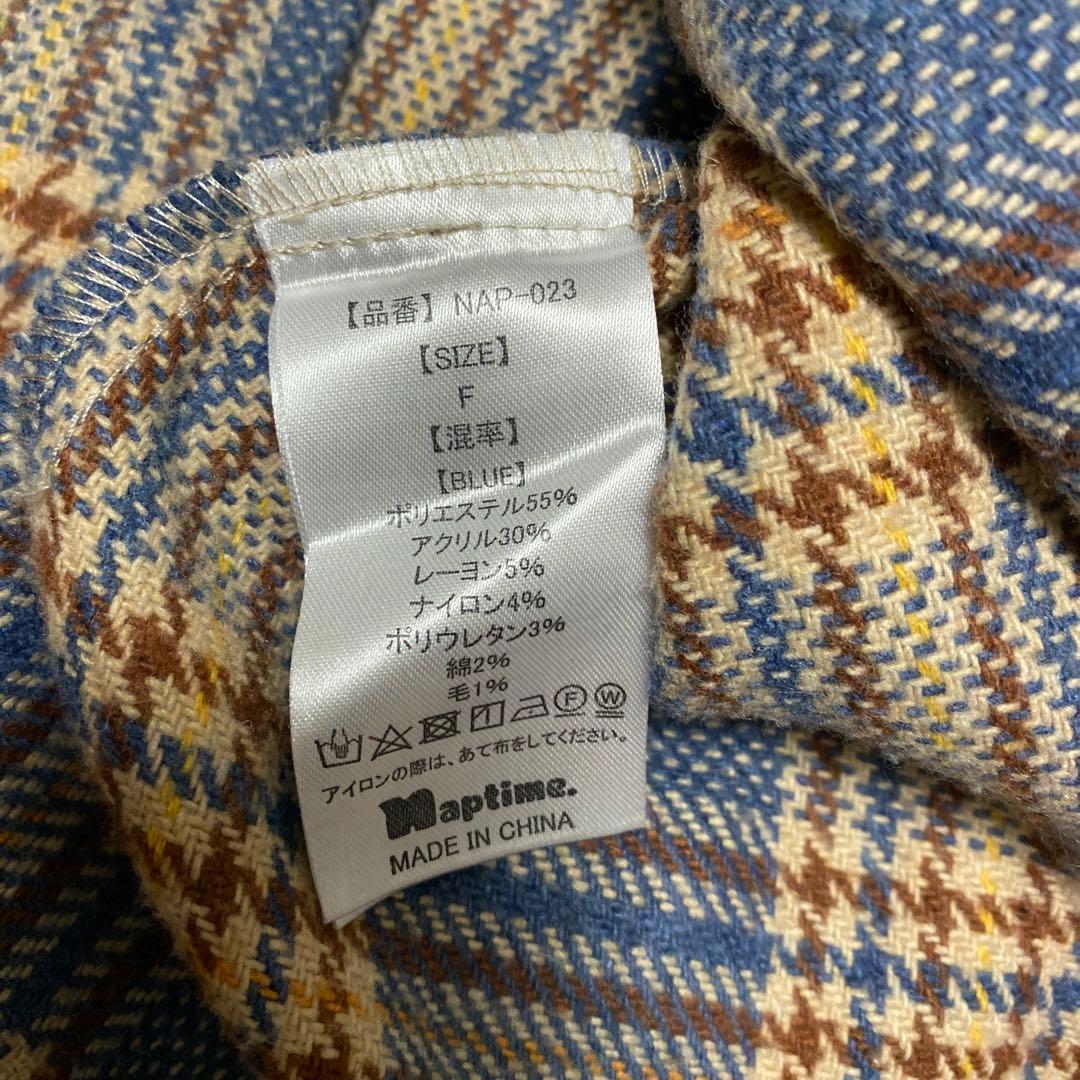 【品番】 NAP-023
【SIZE】
F
【混率】
【BLUE】
ポリエステル55%
アクリル30%
レーヨン5%
ナイロン4%
ポリウレタン3%
綿2%
毛1%
F W
アイロンの際は、あて布をしてください。
Naptime.
MADE IN CHINA